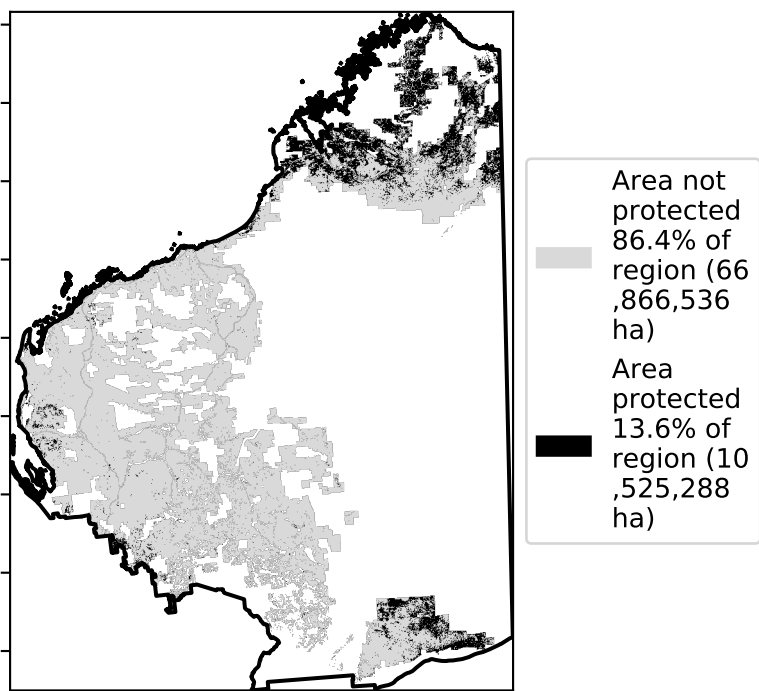 Area not
protected
86.4% of
region (66
,866,536
ha)
Area
protected
13.6% of
region (10
,525,288
ha)